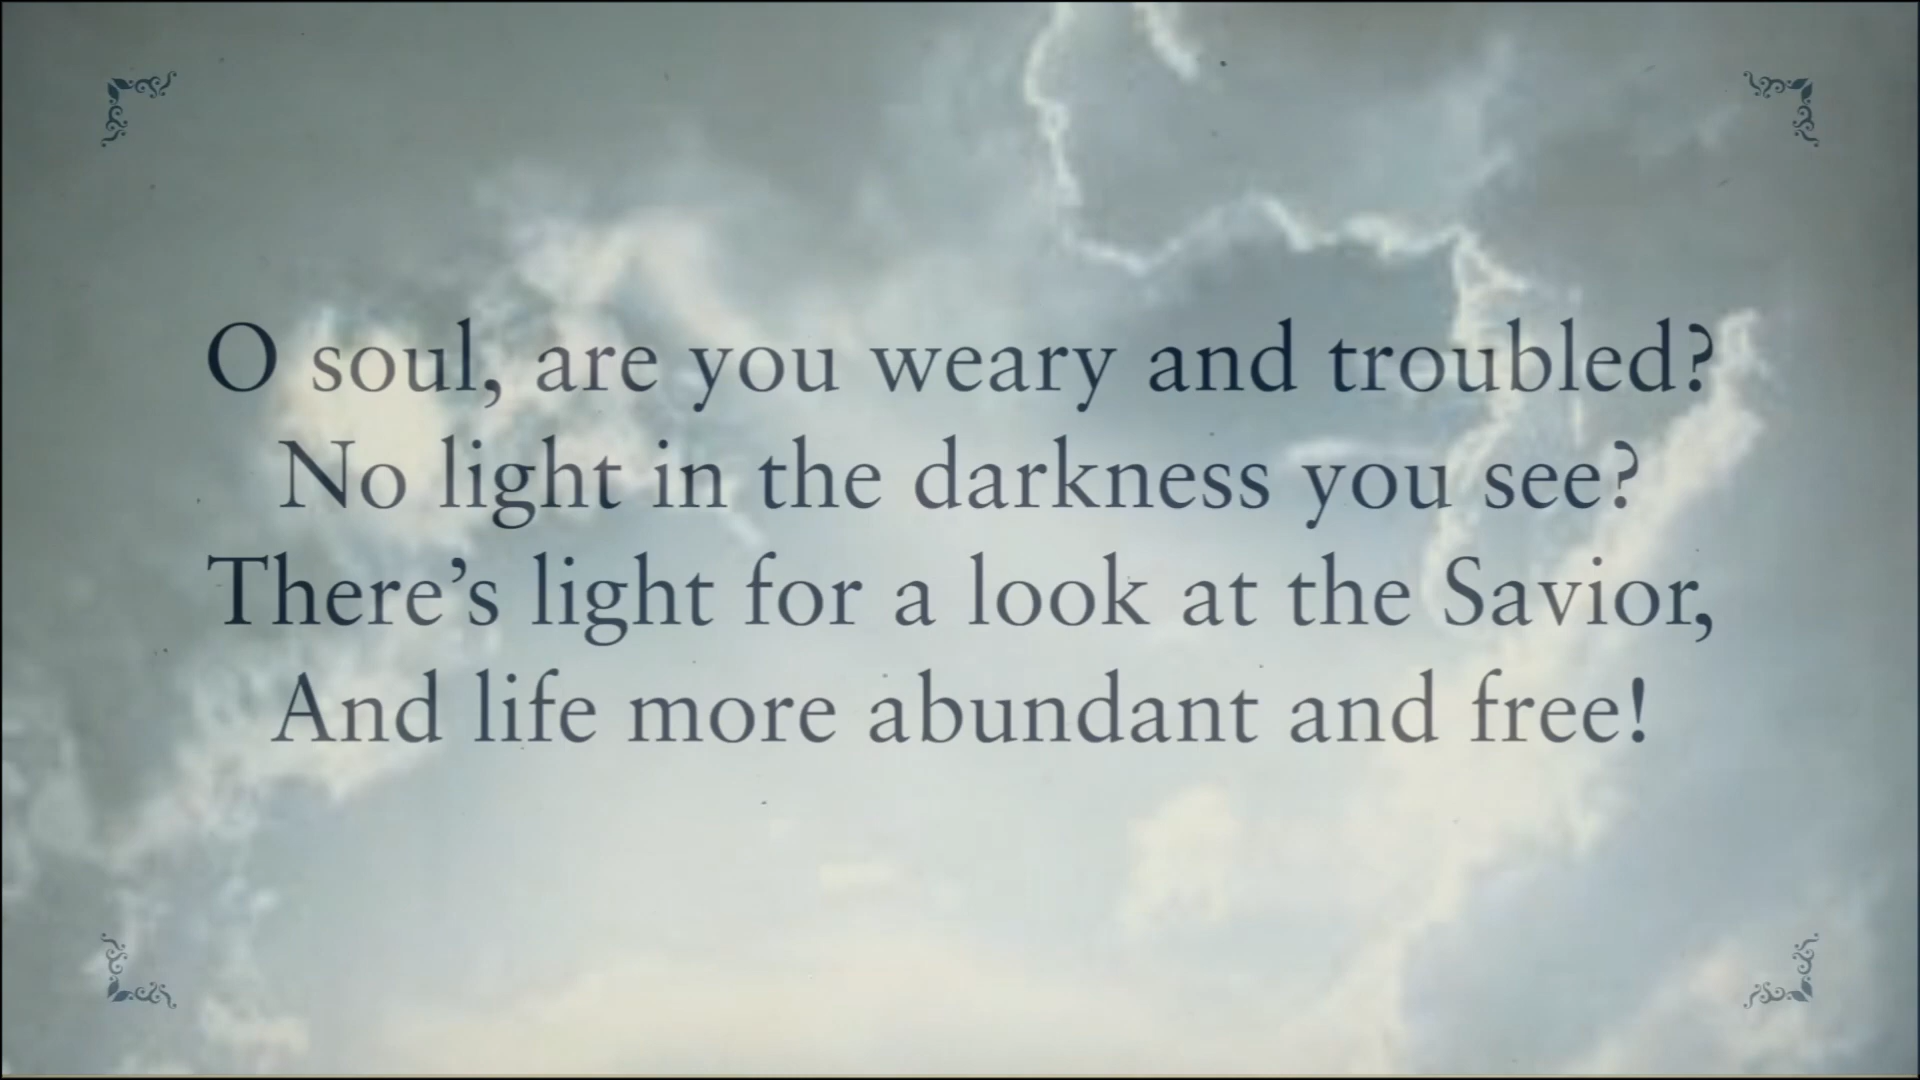 O soul, are you weary and troubled?
No light in the darkness you see?
There’s light for a look at the Savior,
And life more abundant and free!